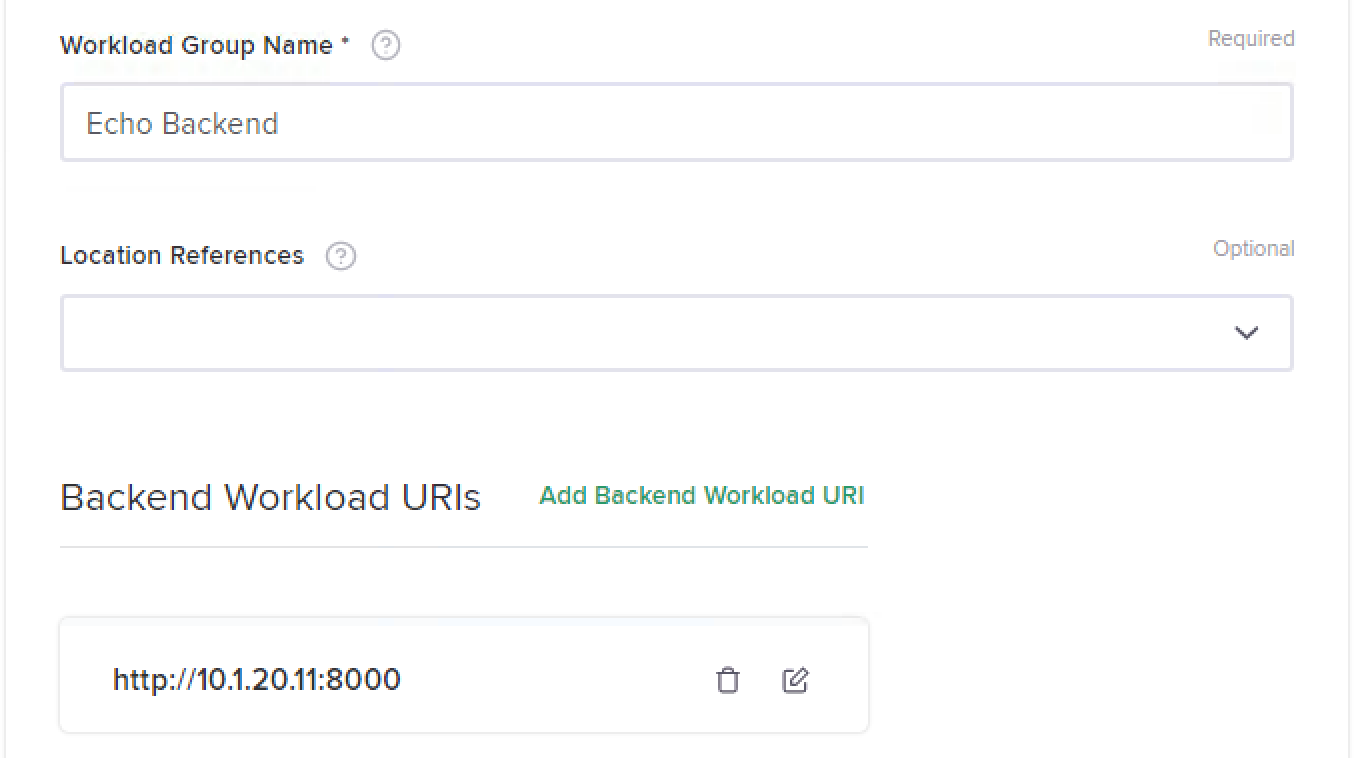 Workload Group Name *
Required
Echo Backend
Location References
Optional
Backend Workload URIs
Add Backend Workload URI
http://10.1.20.11:8000